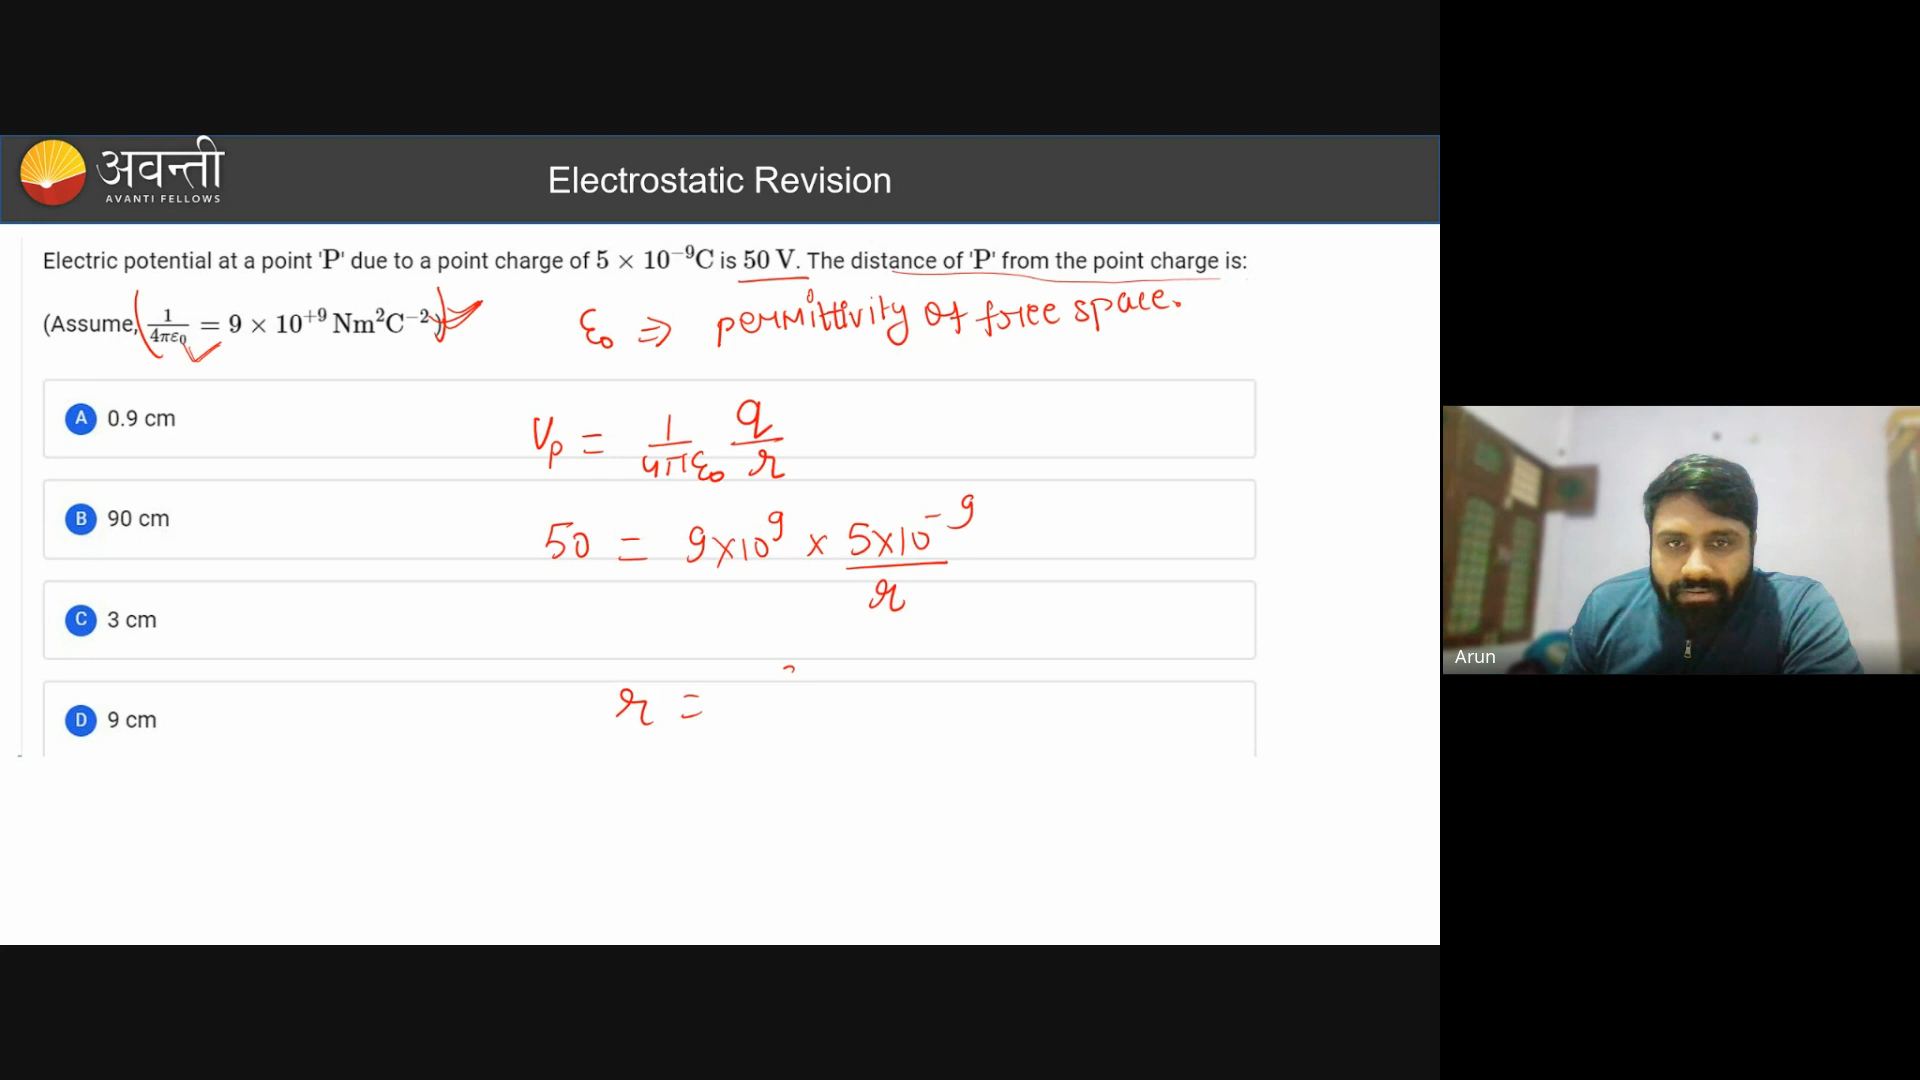 अवन्ती
AVANTI FELLOWS
Electrostatic Revision
Electric potential at a point 'P' due to a point charge of 5 × 10⁻⁹C is 50 V. The distance of 'P' from the point charge is:
(Assume, 1/4πε₀ = 9 × 10⁺⁹ Nm²C⁻²)
ε₀ ⇒ permittivity of free space.
A 0.9 cm
Vp = 1/4πε₀ q/r
B 90 cm
50 = 9×10⁹ × 5×10⁻⁹/r
C 3 cm
D 9 cm
r =
Arun